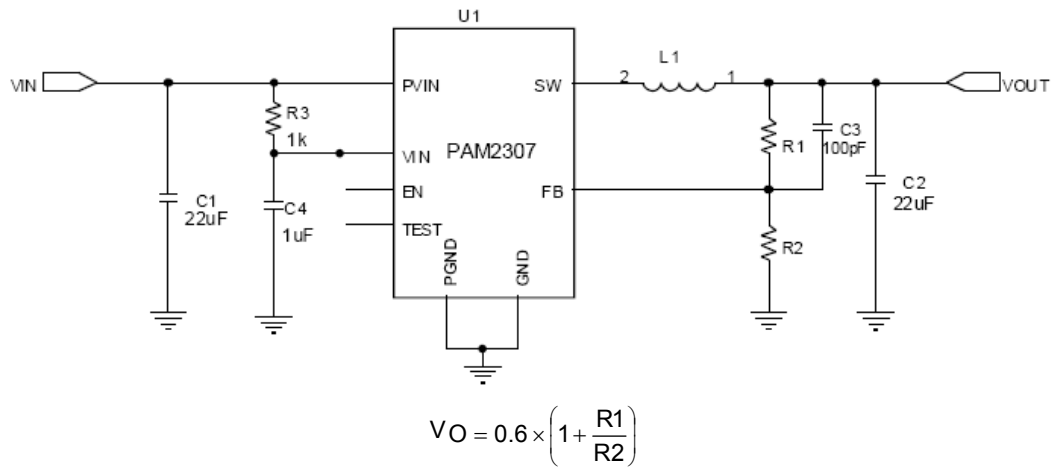 U1
L1
VIN
PVIN
SW
2
1
VOUT
R3
1k
C3
100pF
R1
VIN
PAM2307
EN
FB
C1
22uF
C4
1uF
C2
22uF
TEST
R2
PGND
GND
VO = 0.6 × (1 + R1/R2)